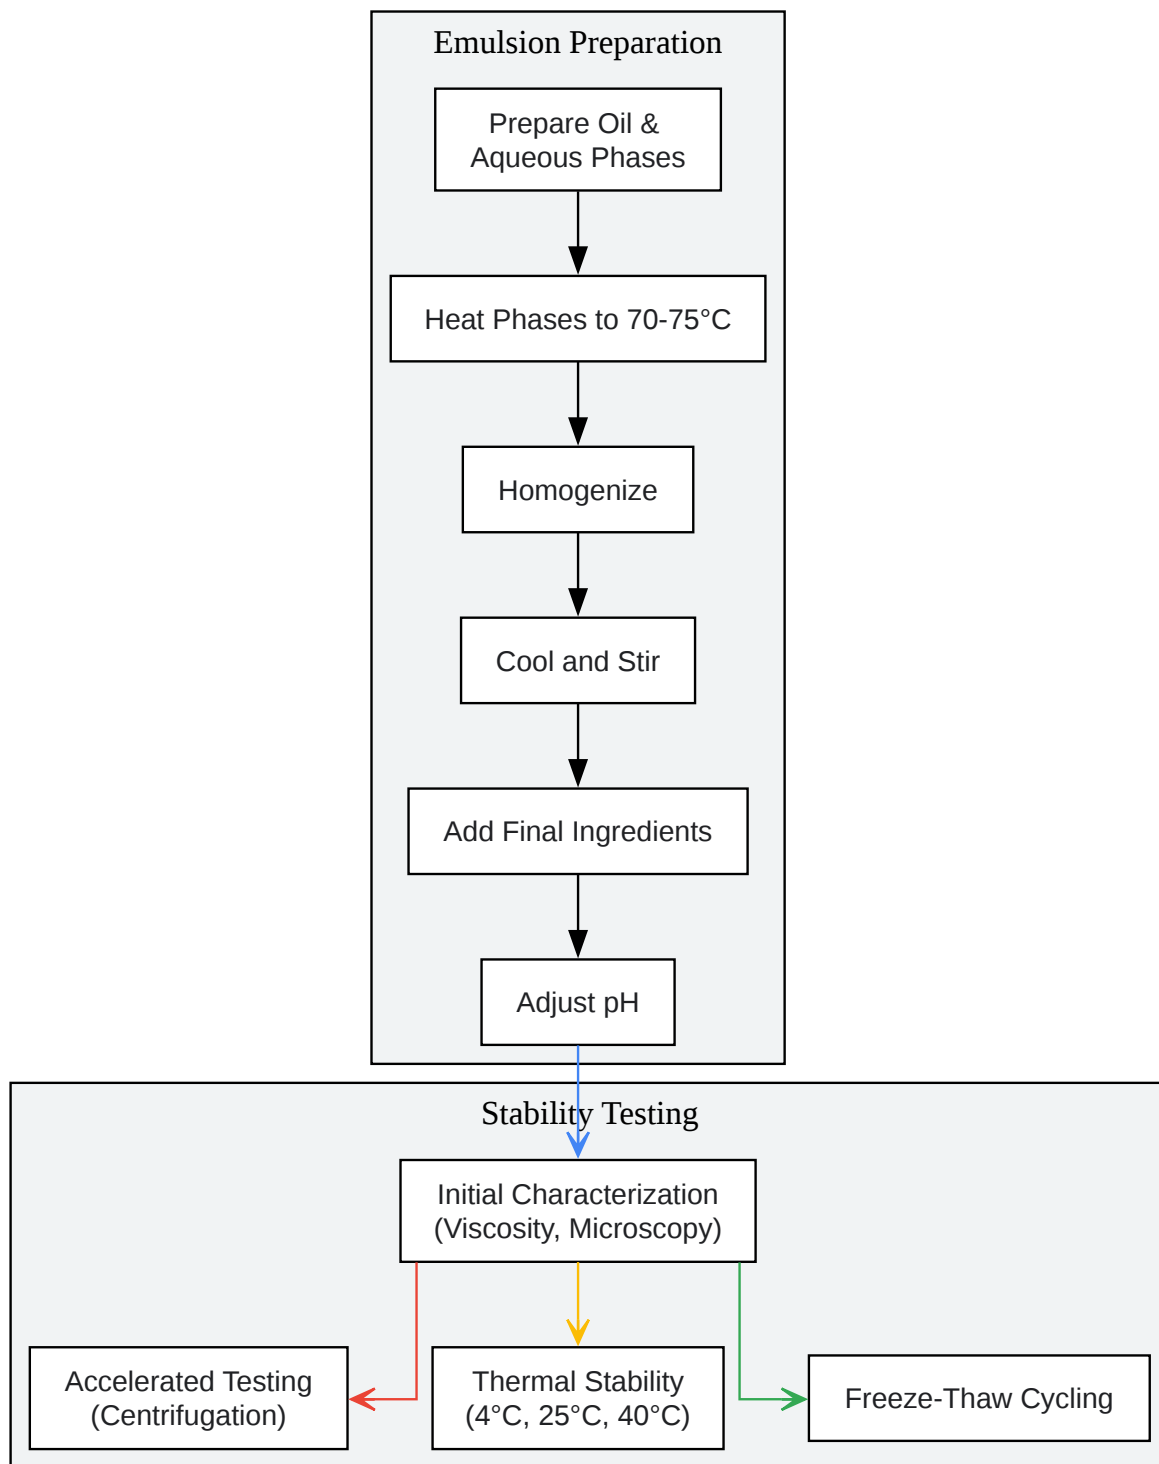 Emulsion Preparation
Prepare Oil &
Aqueous Phases
Heat Phases to 70-75°C
Homogenize
Cool and Stir
Add Final Ingredients
Adjust pH
Stability Testing
Initial Characterization
(Viscosity, Microscopy)
Accelerated Testing
(Centrifugation)
Thermal Stability
(4°C, 25°C, 40°C)
Freeze-Thaw Cycling